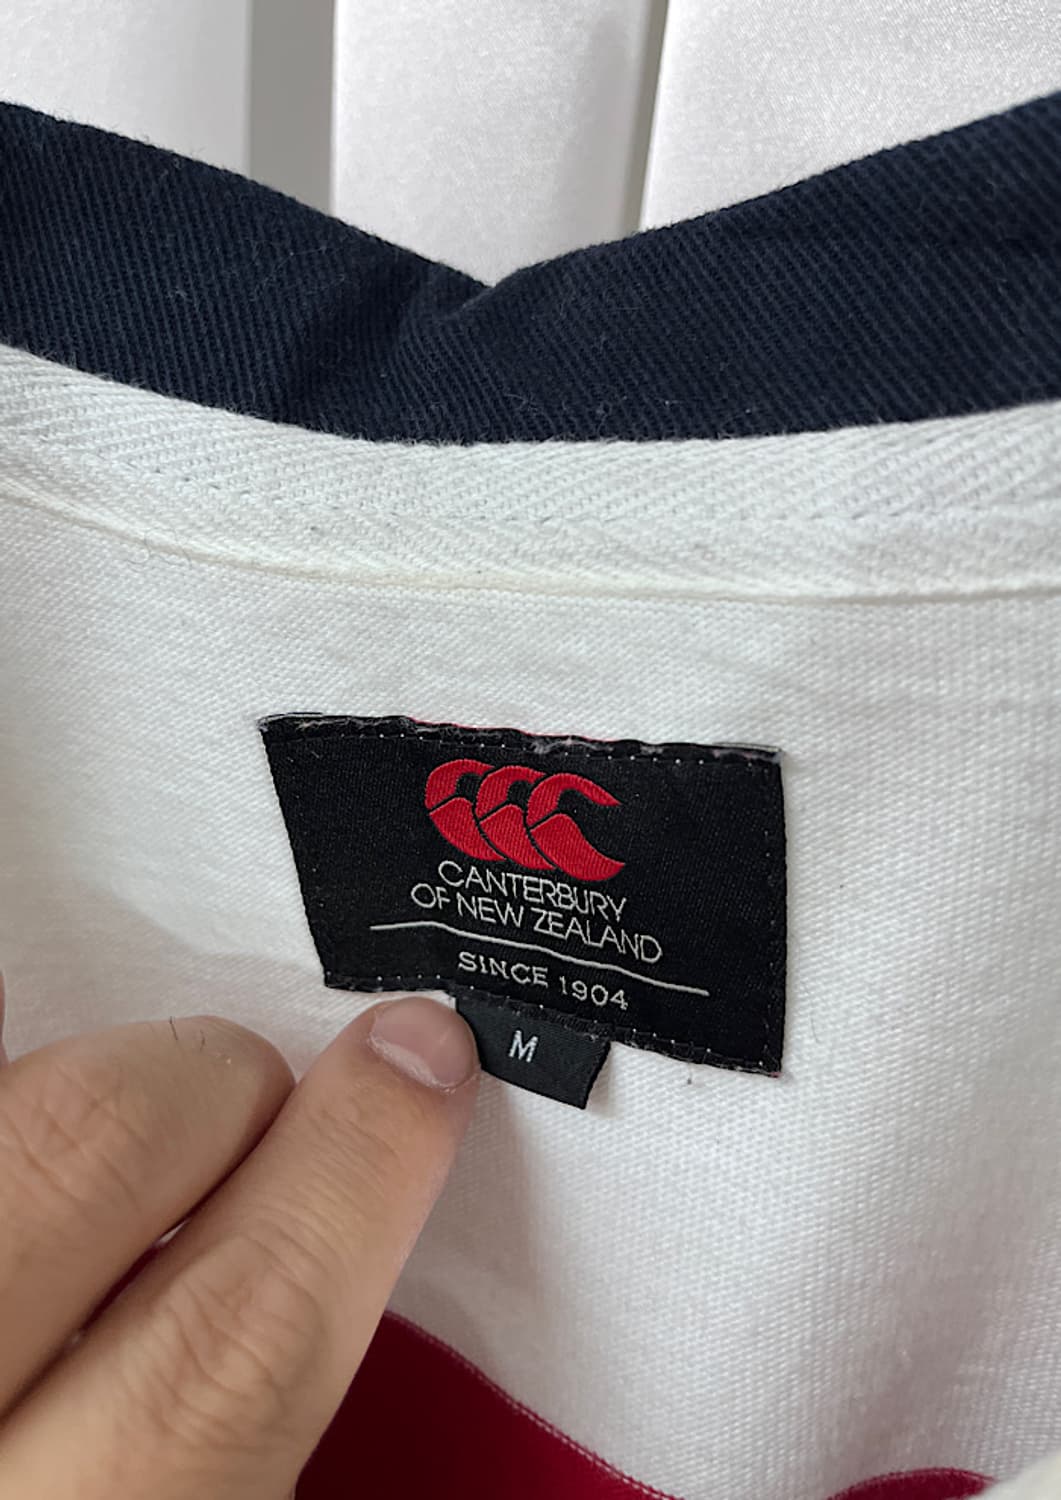 CANTERBURY
OF NEW ZEALAND
SINCE 1904
M